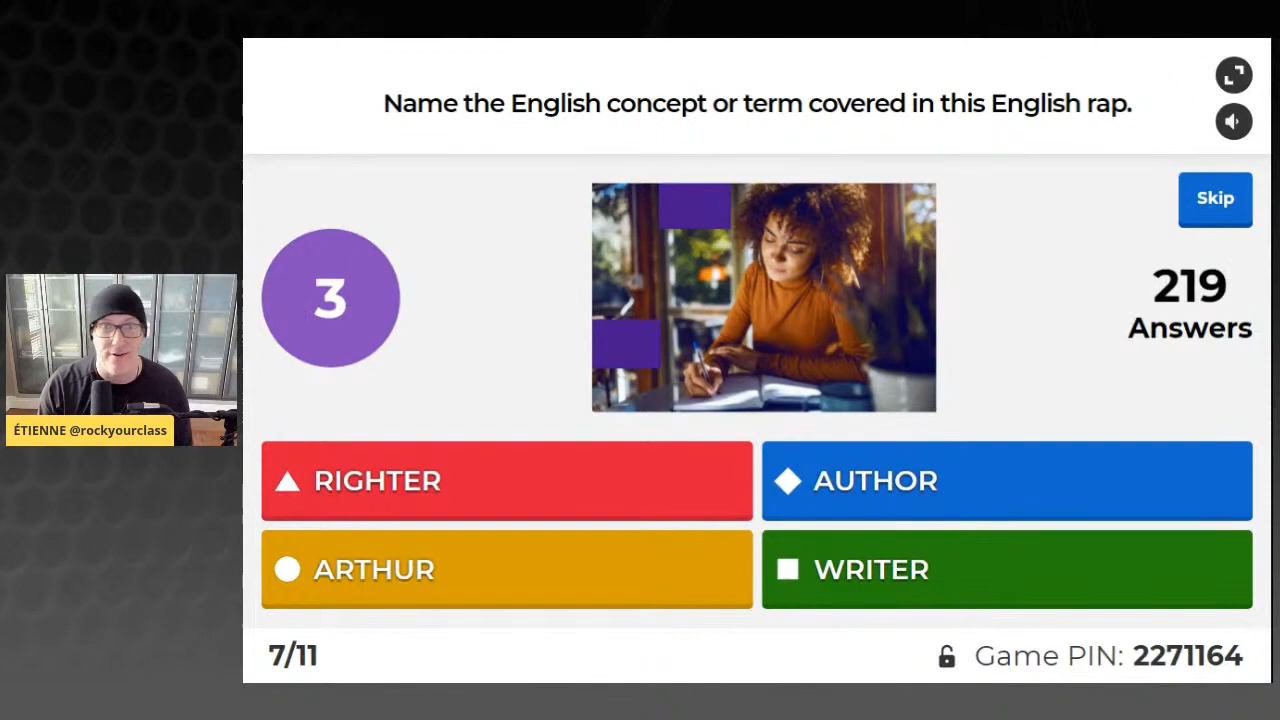 Name the English concept or term covered in this English rap.
Skip
3
219
Answers
ÉTIENNE @rockyourclass
RIGHTER
AUTHOR
ARTHUR
WRITER
7/11
Game PIN: 2271164